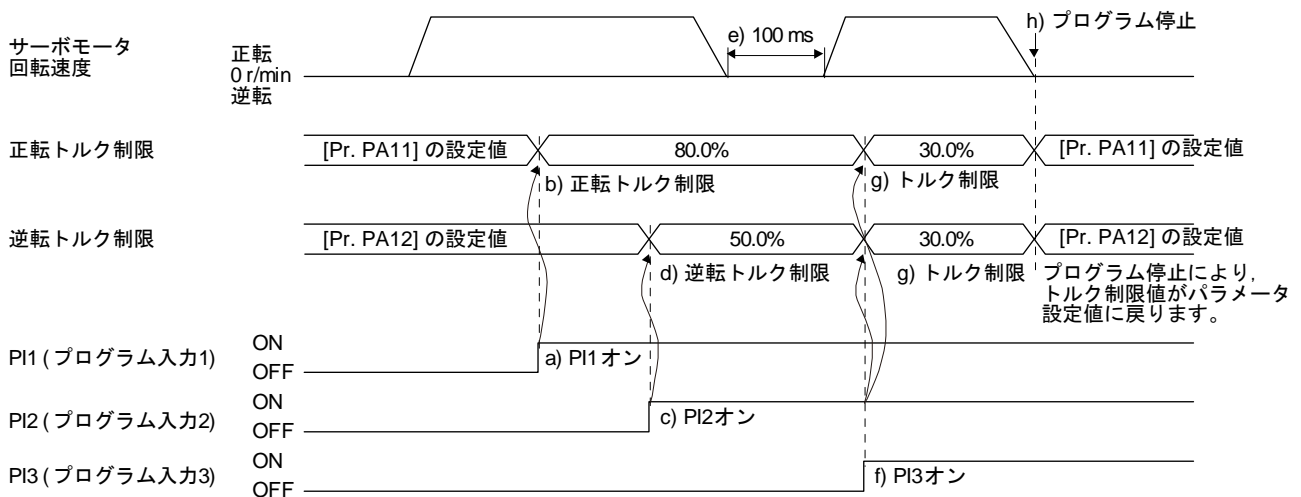 h) プログラム停止
e) 100 ms
サーボモータ
回転速度
正転
0 r/min
逆転
正転トルク制限
[Pr. PA11] の設定値
80.0%
30.0%
[Pr. PA11] の設定値
b) 正転トルク制限
g) トルク制限
逆転トルク制限
[Pr. PA12] の設定値
50.0%
30.0%
[Pr. PA12] の設定値
d) 逆転トルク制限
g) トルク制限
プログラム停止により,
トルク制限値がパラメータ
設定値に戻ります。
PI1 (プログラム入力1)
ON
OFF
a) PI1オン
PI2 (プログラム入力2)
ON
OFF
c) PI2オン
PI3 (プログラム入力3)
ON
OFF
f) PI3オン